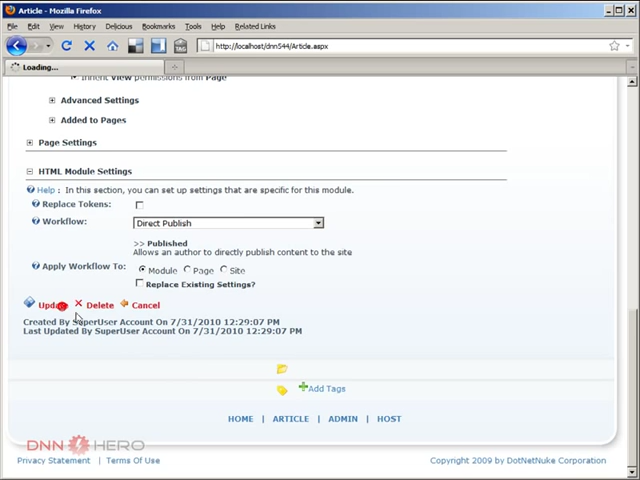 Article - Mozilla Firefox
File Edit View History Delicious Bookmarks Tools Help Related Links
TAG
http://localhost/dnn544/Article.aspx
Loading...
Inherit View permissions from Page
Advanced Settings
Added to Pages
Page Settings
HTML Module Settings
Help : In this section, you can set up settings that are specific for this module.
Replace Tokens:
Workflow: Direct Publish
>> Published
Allows an author to directly publish content to the site
Apply Workflow To: Module Page Site
Replace Existing Settings?
Update Delete Cancel
Created By SuperUser Account On 7/31/2010 12:29:07 PM
Last Updated By SuperUser Account On 7/31/2010 12:29:07 PM
Add Tags
HOME | ARTICLE | ADMIN | HOST
DNN HERO
Privacy Statement | Terms Of Use Copyright 2009 by DotNetNuke Corporation